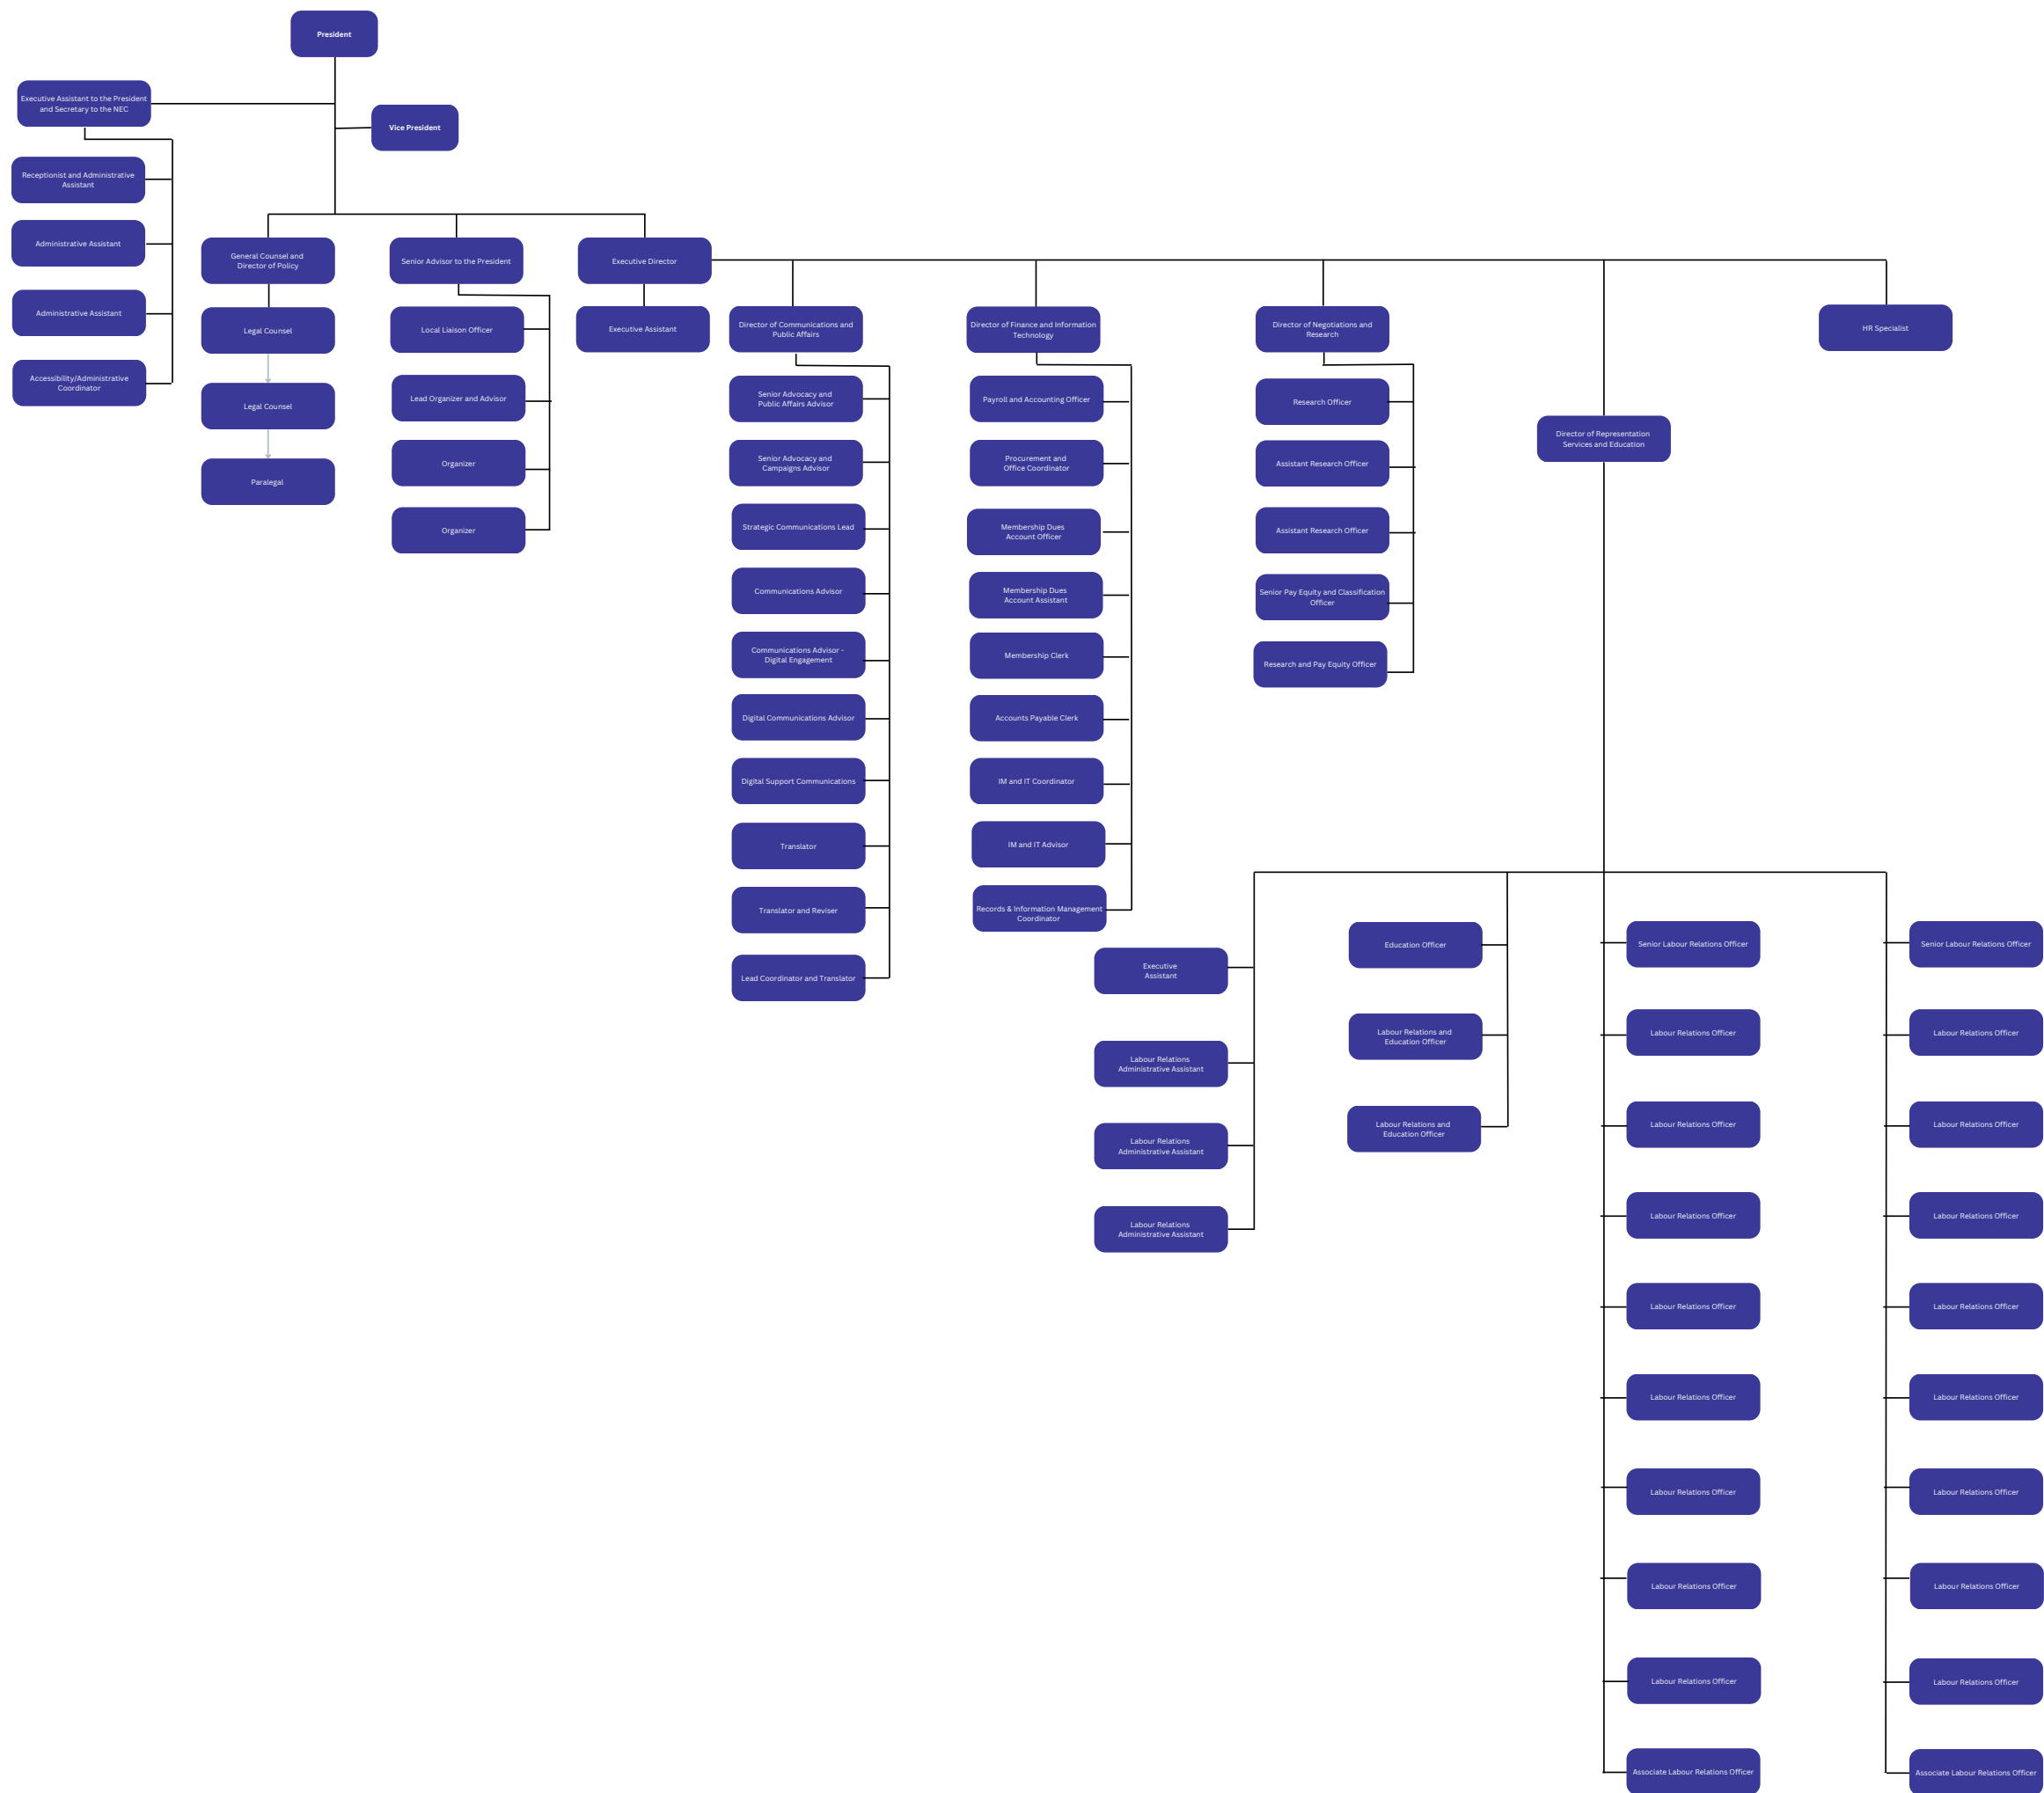 President
Executive Assistant to the President
and Secretary to the NEC
Vice President
Receptionist and Administrative
Assistant
Administrative Assistant
Administrative Assistant
Accessibility/Administrative
Coordinator
General Counsel and
Director of Policy
Legal Counsel
Legal Counsel
Paralegal
Senior Advisor to the President
Local Liaison Officer
Lead Organizer and Advisor
Organizer
Organizer
Executive Director
Executive Assistant
Director of Communications and
Public Affairs
Senior Advocacy and
Public Affairs Advisor
Senior Advocacy and
Campaigns Advisor
Strategic Communications Lead
Communications Advisor
Communications Advisor -
Digital Engagement
Digital Communications Advisor
Digital Support Communications
Translator
Translator and Reviser
Lead Coordinator and Translator
Director of Finance and Information
Technology
Payroll and Accounting Officer
Procurement and
Office Coordinator
Membership Dues
Account Officer
Membership Dues
Account Assistant
Membership Clerk
Accounts Payable Clerk
IM and IT Coordinator
IM and IT Advisor
Records & Information Management
Coordinator
Director of Negotiations and
Research
Research Officer
Assistant Research Officer
Assistant Research Officer
Senior Pay Equity and Classification
Officer
Research and Pay Equity Officer
Director of Representation
Services and Education
HR Specialist
Executive
Assistant
Labour Relations
Administrative Assistant
Labour Relations
Administrative Assistant
Labour Relations
Administrative Assistant
Education Officer
Labour Relations and
Education Officer
Labour Relations and
Education Officer
Senior Labour Relations Officer
Labour Relations Officer
Labour Relations Officer
Labour Relations Officer
Labour Relations Officer
Labour Relations Officer
Labour Relations Officer
Labour Relations Officer
Labour Relations Officer
Associate Labour Relations Officer
Senior Labour Relations Officer
Labour Relations Officer
Labour Relations Officer
Labour Relations Officer
Labour Relations Officer
Labour Relations Officer
Labour Relations Officer
Labour Relations Officer
Labour Relations Officer
Associate Labour Relations Officer